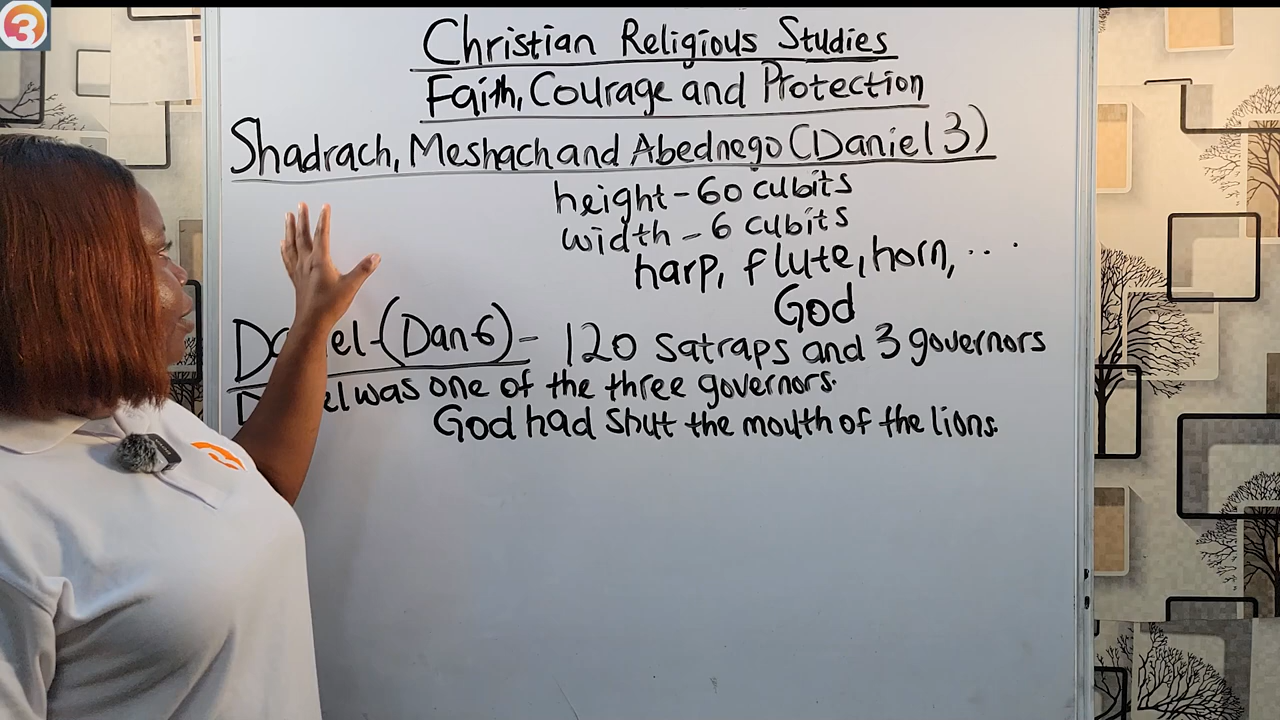 3
Christian Religious Studies
Faith, Courage and Protection
Shadrach, Meshach and Abednego (Daniel 3)
height - 60 cubits
width - 6 cubits
harp, flute, horn, ...
God
(Dan 6) - 120 satraps and 3 governors
was one of the three governors.
God had shut the mouth of the lions.